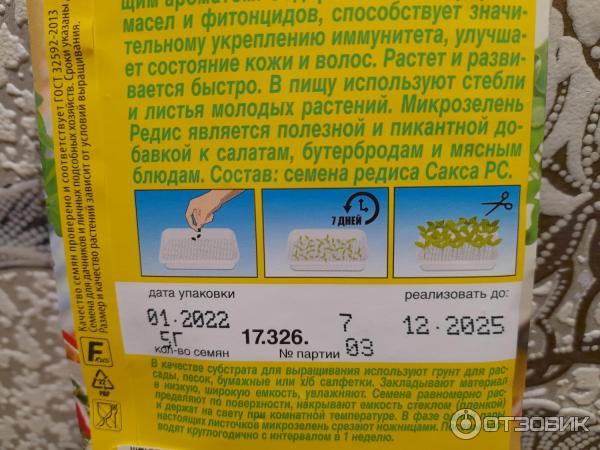 щим аром
масел и фитонцидов, способствует значи-
тельному укреплению иммунитета, улучша-
ет состояние кожи и волос. Растет и разви-
вается быстро. В пищу используют стебли
и листья молодых растений. Микрозелень
Редис является полезной и пикантной до-
бавкой к салатам, бутербродам и мясным
блюдам. Состав: семена редиса Сакса РС.
Качество семян проверено и соответствует ГОСТ 32592-2013
Семена для дачников и личных подсобных хозяйств. Сроки указаны
Размер и качество растений зависит от условий выращивания.
7 ДНЕЙ
дата упаковки
реализовать до:
01.2022
17.326.
7
12.2025
5Г
03
кол-во семян
№ партии
В качестве субстрата для выращивания используют грунт для рас-
сады, песок, бумажные или х/б салфетки. Закладывают материал
в низкую, широкую емкость, увлажняют. Семена равномерно рас-
пределяют по поверхности, накрывают емкость стеклом (пленкой)
и держат на свету при комнатной температуре. В фазе
настоящих листочков микрозелень срезают ножницами.
водят круглогодично с интервалом в 1 неделю.
F
ОТЗОВИК